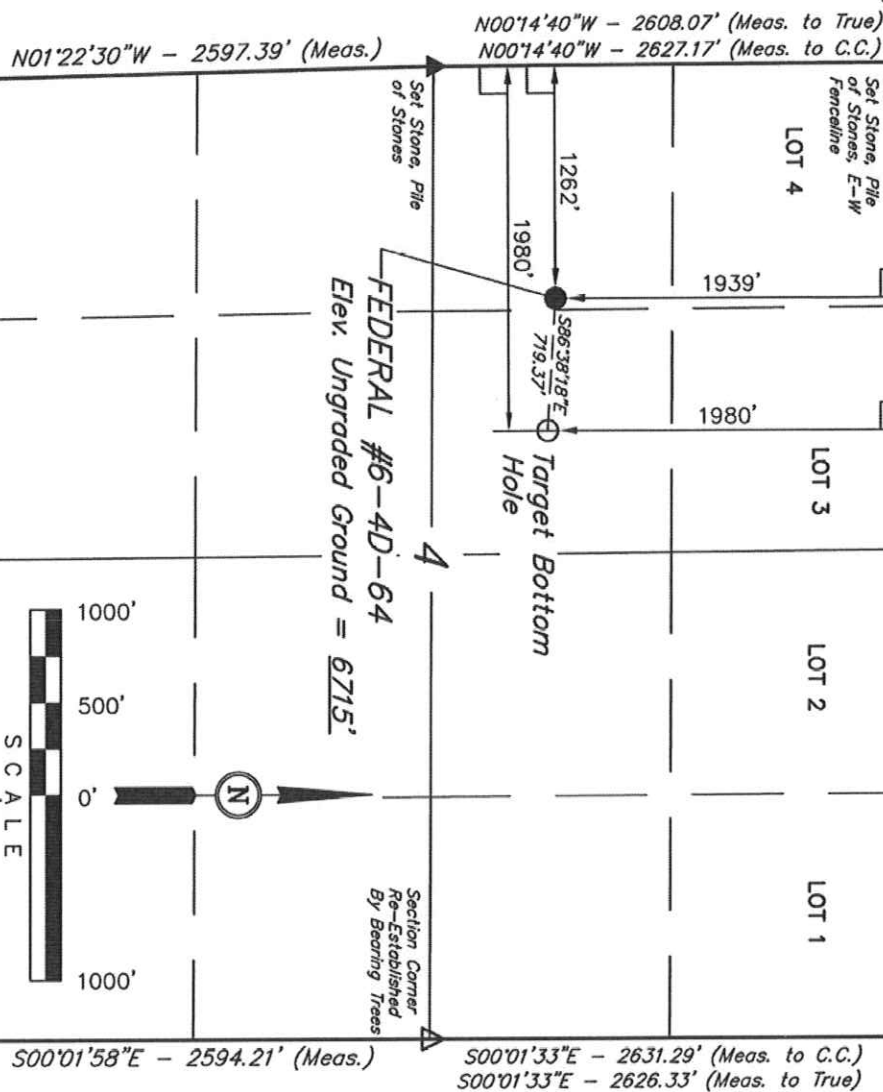 N00°14'40"W - 2608.07' (Meas. to True)
N00°14'40"W - 2627.17' (Meas. to C.C.)
N01°22'30"W - 2597.39' (Meas.)
Set Stone, Pile
of Stones
Set Stone, Pile
of Stones, E-W
Fenceline
LOT 4
1262'
1980'
1939'
S86°38'18"E
719.37'
1980'
LOT 3
Target Bottom
Hole
FEDERAL #6-4D-64
Elev. Ungraded Ground = 6715'
4
LOT 2
LOT 1
1000'
500'
0'
1000'
SCALE
N
Section Corner
Re-Established
By Bearing Trees
S00°01'58"E - 2594.21' (Meas.)
S00°01'33"E - 2631.29' (Meas. to C.C.)
S00°01'33"E - 2626.33' (Meas. to True)